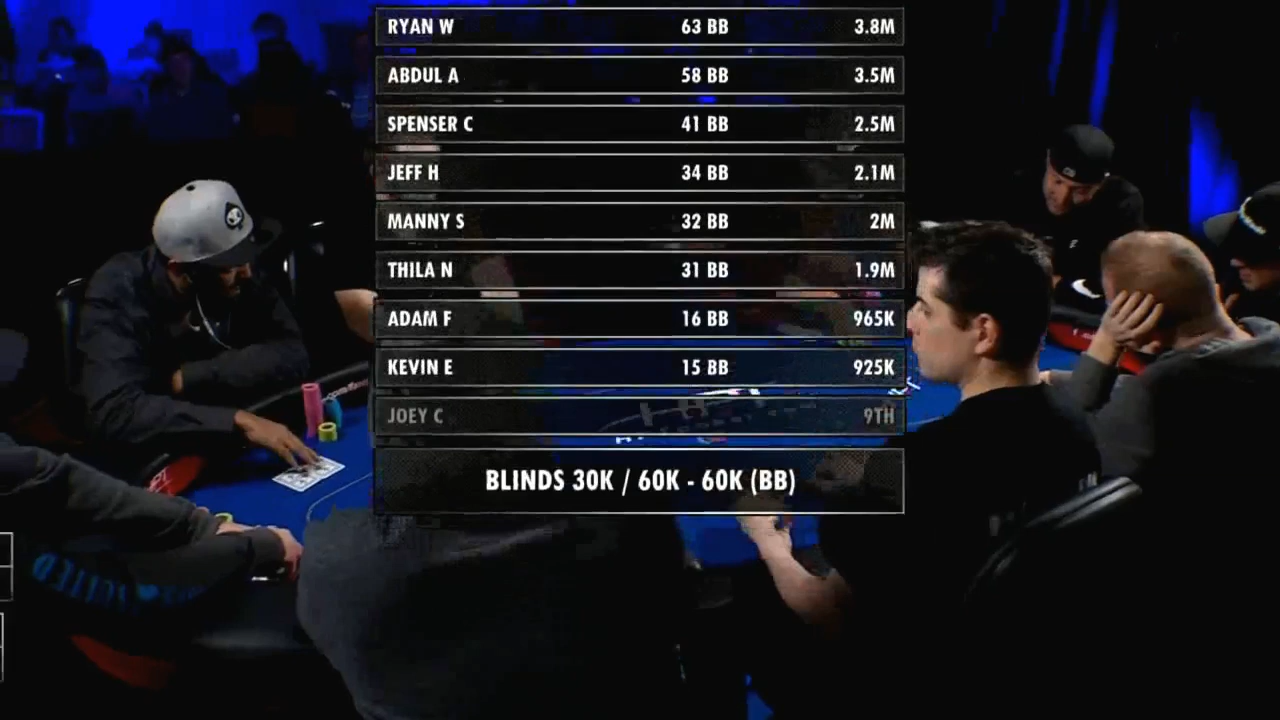 RYAN W 63 BB 3.8M
ABDUL A 58 BB 3.5M
SPENSER C 41 BB 2.5M
JEFF H 34 BB 2.1M
MANNY S 32 BB 2M
THILA N 31 BB 1.9M
ADAM F 16 BB 965K
KEVIN E 15 BB 925K
JOEY C 9TH
BLINDS 30K / 60K - 60K (BB)